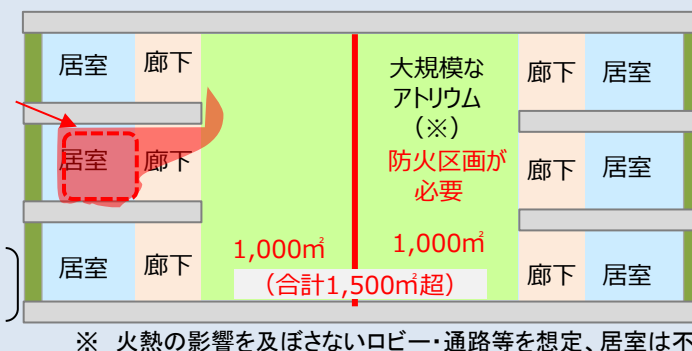 居室 廊下 大規模な 廊下 居室
アトリウム
(※)
居室 廊下 防火区画が 廊下 居室
必要
居室 廊下 1,000㎡ 1,000㎡ 廊下 居室
(合計1,500㎡超)
※ 火熱の影響を及ぼさないロビー・通路等を想定、居室は不